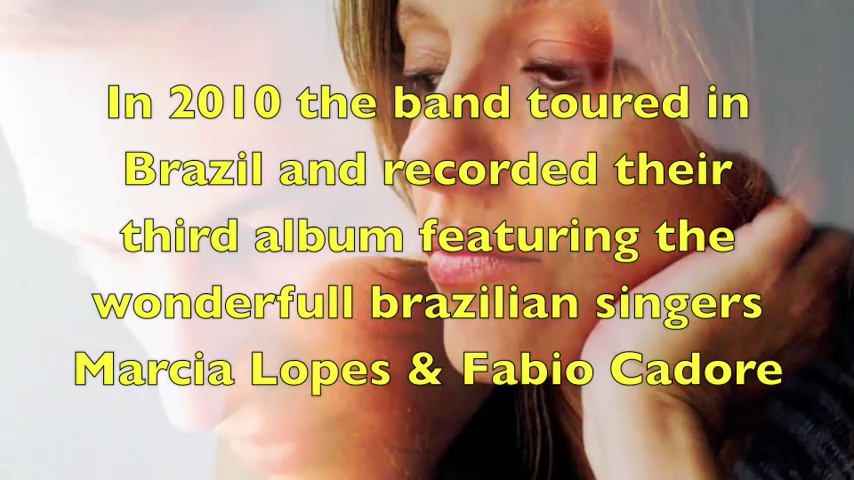 In 2010 the band toured in
Brazil and recorded their
third album featuring the
wonderfull brazilian singers
Marcia Lopes & Fabio Cadore